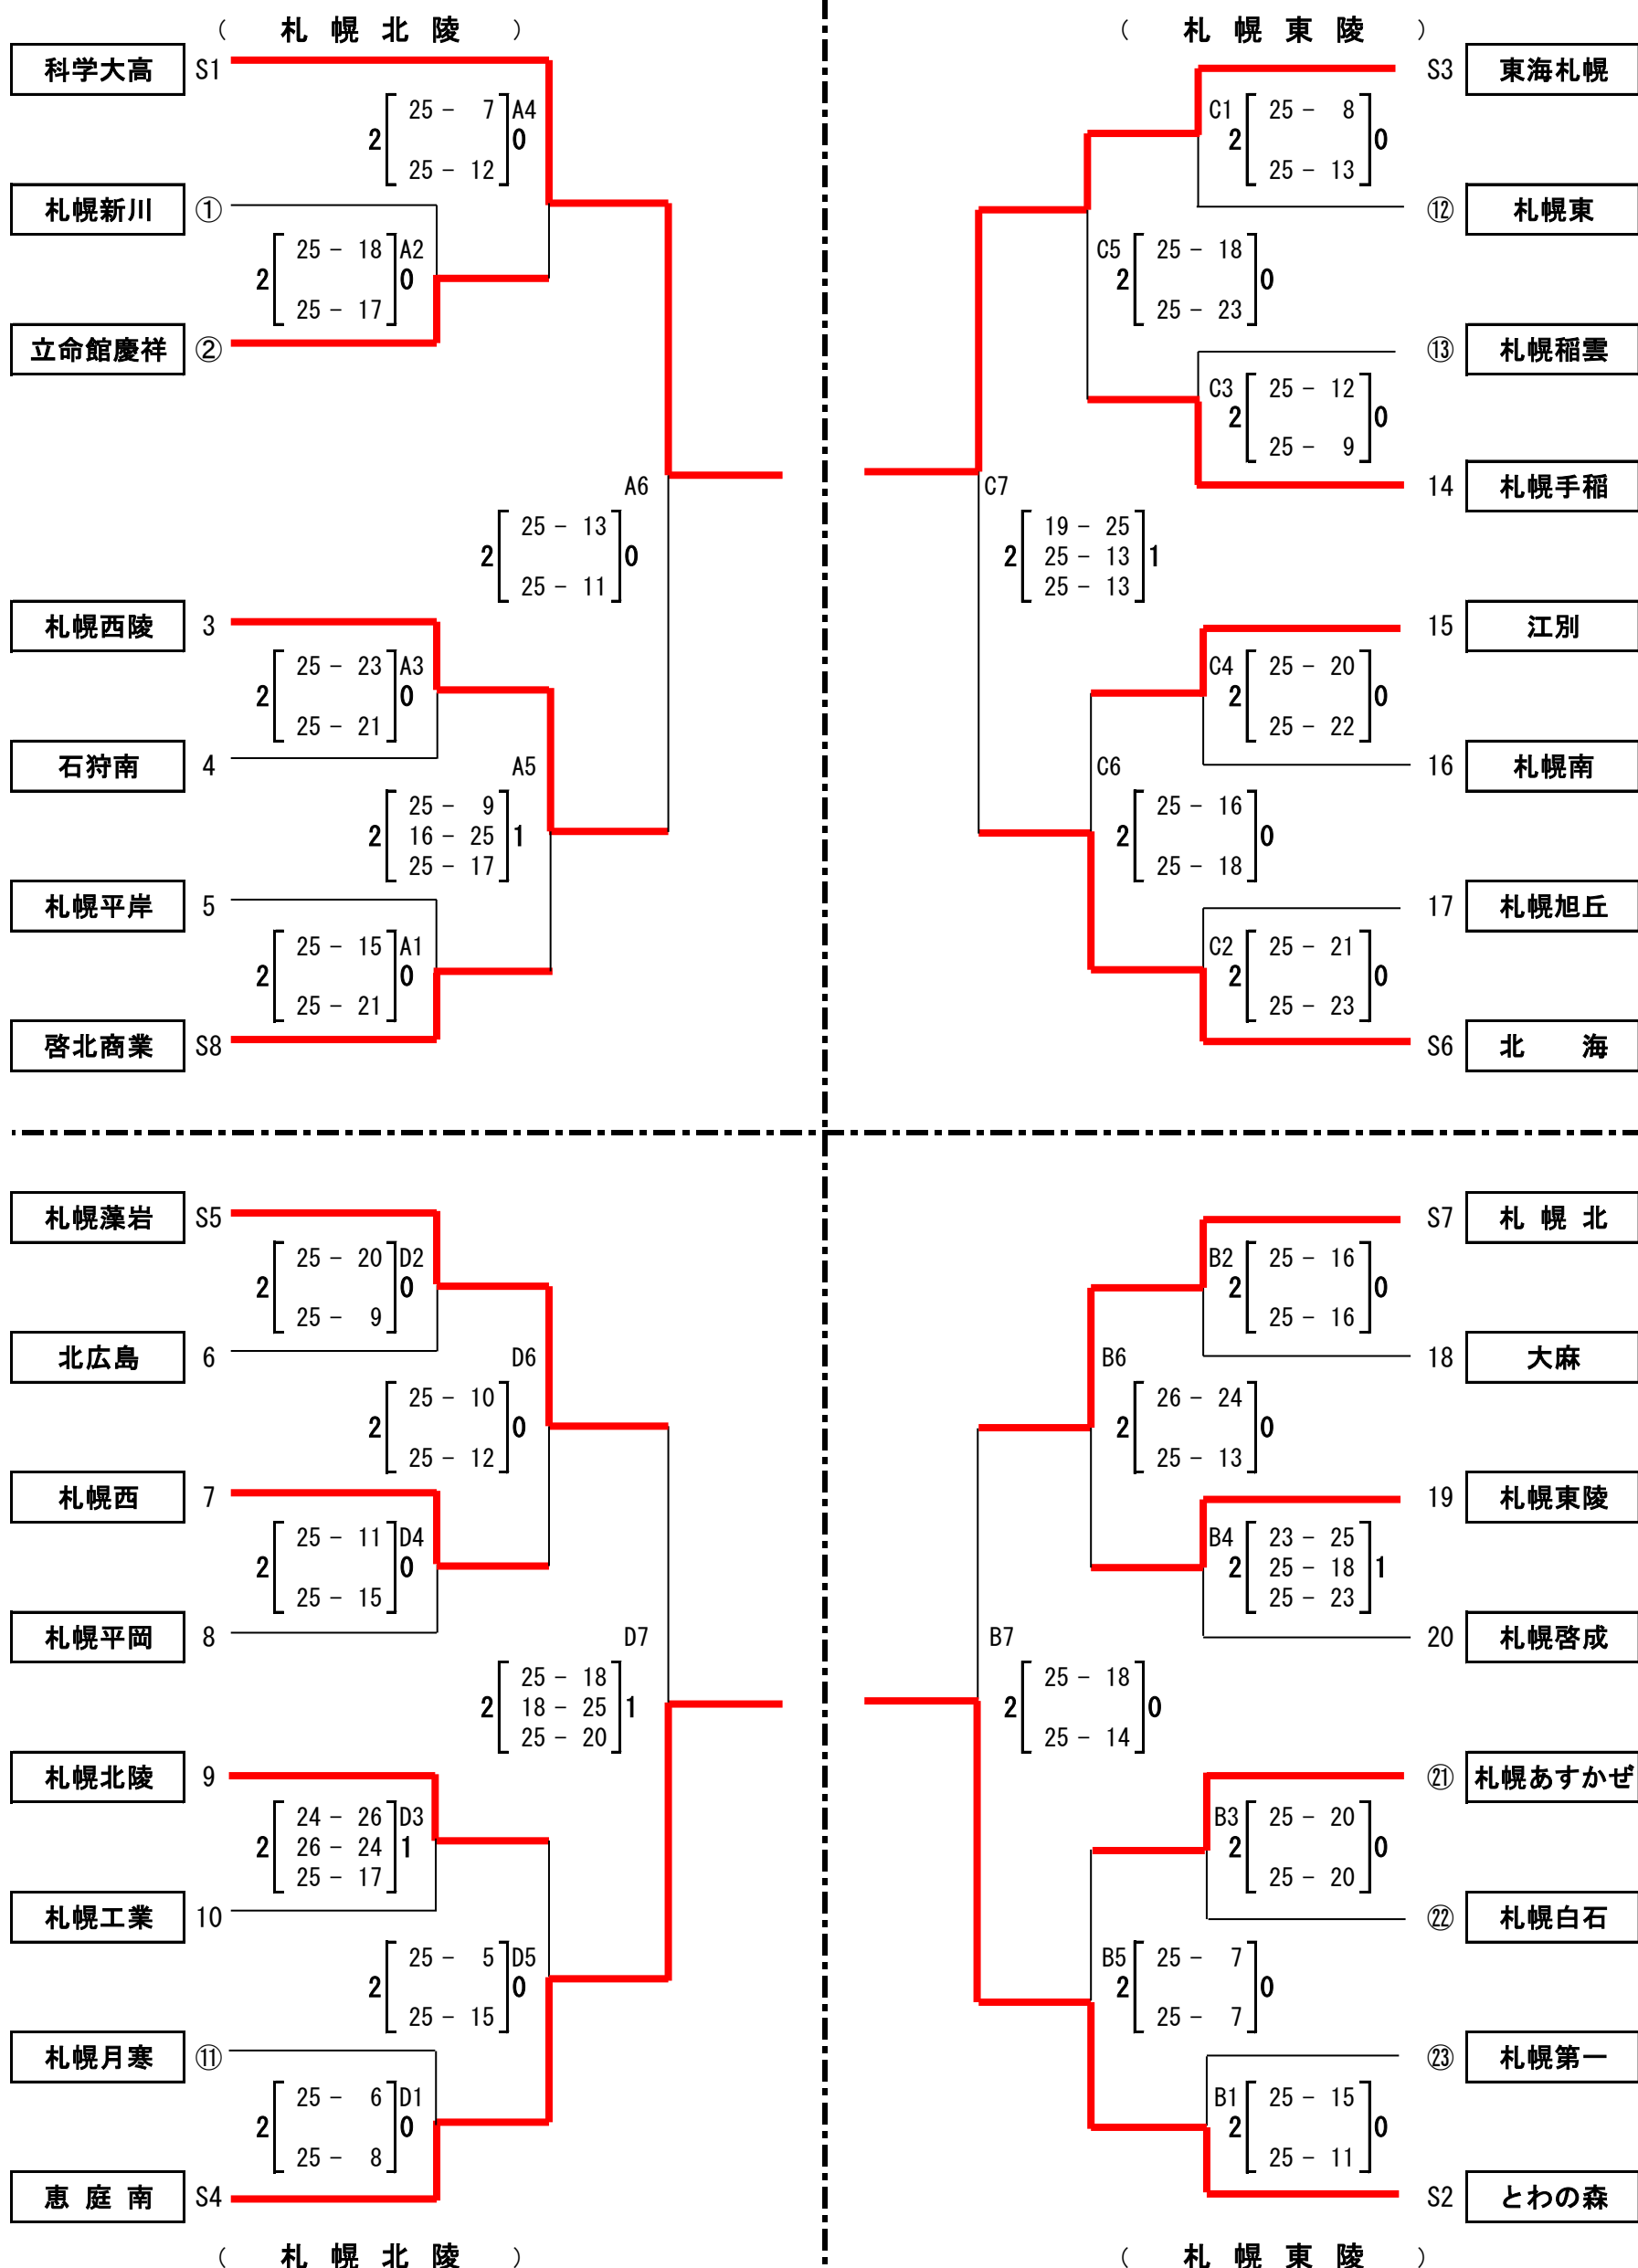 （ 札 幌 北 陵 ）
科学大高 S1
25 － 7 A4
2 0
25 － 12
札幌新川 ①
25 － 18 A2
2 0
25 － 17
立命館慶祥 ②
A6
25 － 13
2 0
25 － 11
札幌西陵 3
25 － 23 A3
2 0
25 － 21
石狩南 4
A5
25 － 9
2 16 － 25 1
25 － 17
札幌平岸 5
25 － 15 A1
2 0
25 － 21
啓北商業 S8
（ 札 幌 東 陵 ）
S3 東海札幌
C1 25 － 8
2 0
25 － 13
⑫ 札幌東
C5 25 － 18
2 0
25 － 23
⑬ 札幌稲雲
C3 25 － 12
2 0
25 － 9
14 札幌手稲
C7
19 － 25
2 25 － 13 1
25 － 13
15 江別
C4 25 － 20
2 0
25 － 22
16 札幌南
C6
25 － 16
2 0
25 － 18
17 札幌旭丘
C2 25 － 21
2 0
25 － 23
S6 北 海
札幌藻岩 S5
25 － 20 D2
2 0
25 － 9
北広島 6
D6
25 － 10
2 0
25 － 12
札幌西 7
25 － 11 D4
2 0
25 － 15
札幌平岡 8
D7
25 － 18
2 18 － 25 1
25 － 20
札幌北陵 9
24 － 26 D3
2 26 － 24 1
25 － 17
札幌工業 10
25 － 5 D5
2 0
25 － 15
札幌月寒 ⑪
25 － 6 D1
2 0
25 － 8
恵 庭 南 S4
（ 札 幌 北 陵 ）
S7 札 幌 北
B2 25 － 16
2 0
25 － 16
18 大麻
B6
26 － 24
2 0
25 － 13
19 札幌東陵
B4 23 － 25
2 25 － 18 1
25 － 23
20 札幌啓成
B7
25 － 18
2 0
25 － 14
㉑ 札幌あすかぜ
B3 25 － 20
2 0
25 － 20
㉒ 札幌白石
B5 25 － 7
2 0
25 － 7
㉓ 札幌第一
B1 25 － 15
2 0
25 － 11
S2 とわの森
（ 札 幌 東 陵 ）